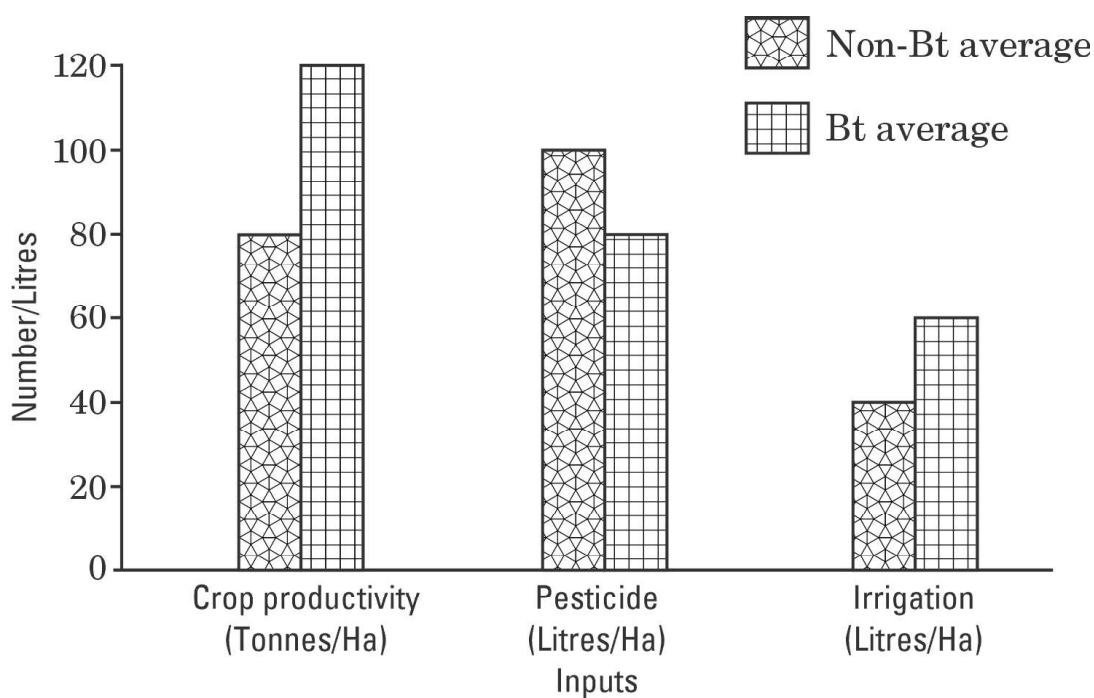 Non-Bt average
Bt average
Number/Litres
120
100
80
60
40
20
0
Crop productivity
(Tonnes/Ha)
Pesticide
(Litres/Ha)
Irrigation
(Litres/Ha)
Inputs